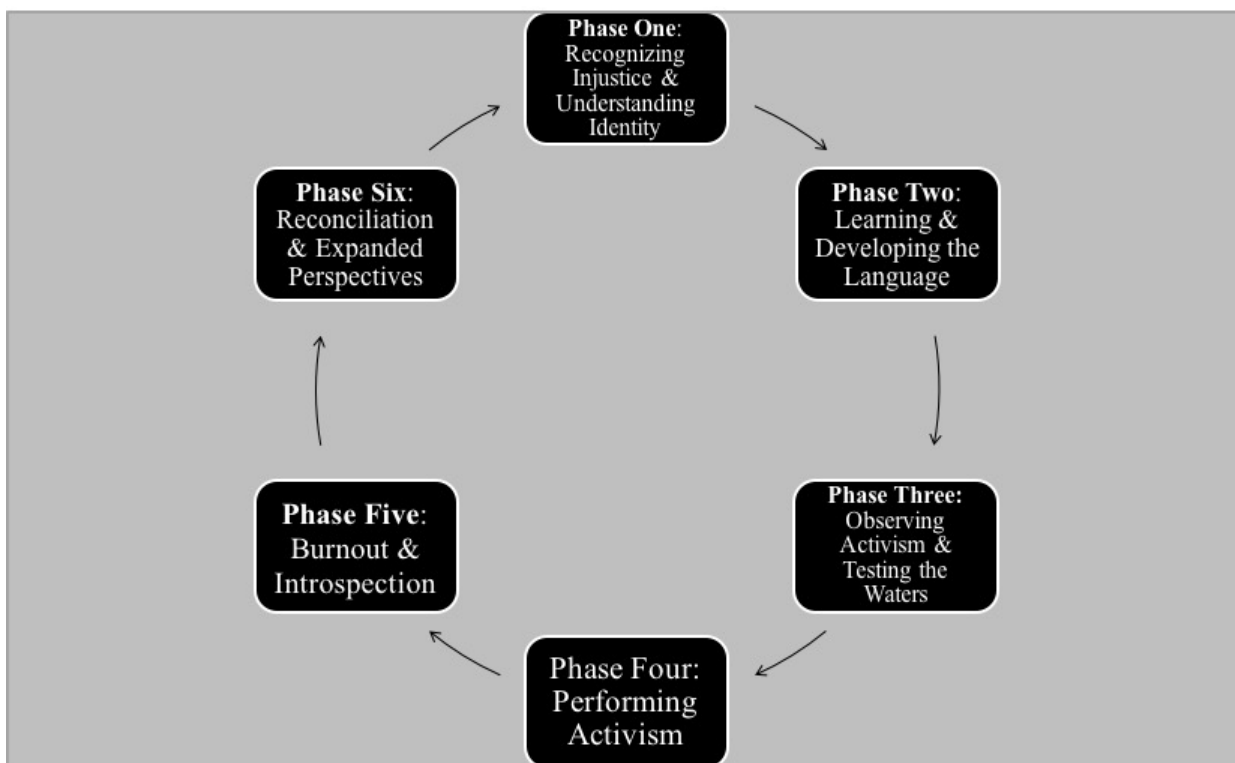 Phase One:
Recognizing
Injustice &
Understanding
Identity
Phase Two:
Learning &
Developing the
Language
Phase Three:
Observing
Activism &
Testing the
Waters
Phase Four:
Performing
Activism
Phase Five:
Burnout &
Introspection
Phase Six:
Reconciliation
& Expanded
Perspectives